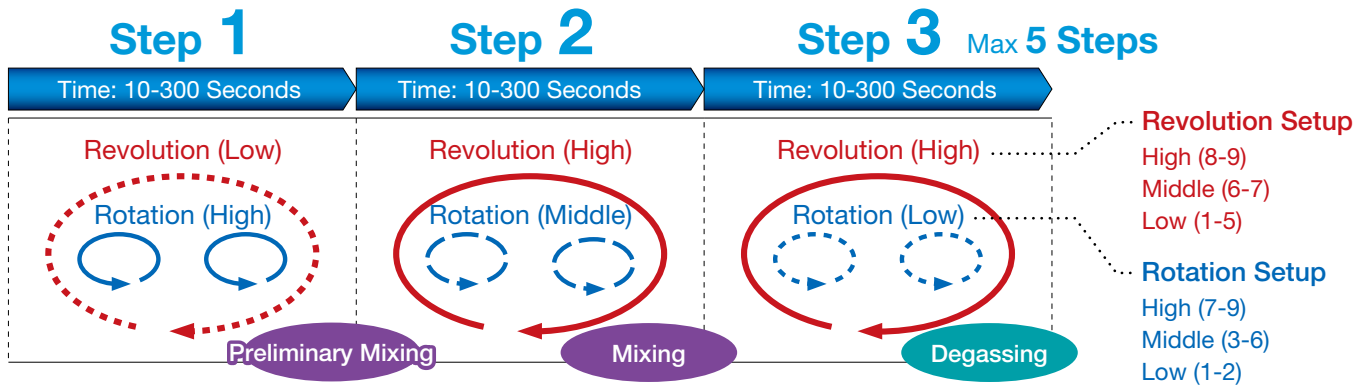 Step 1
Step 2
Step 3 Max 5 Steps
Time: 10-300 Seconds
Time: 10-300 Seconds
Time: 10-300 Seconds
Revolution (Low)
Rotation (High)
Preliminary Mixing
Revolution (High)
Rotation (Middle)
Mixing
Revolution (High)
Rotation (Low)
Degassing
Revolution Setup
High (8-9)
Middle (6-7)
Low (1-5)
Rotation Setup
High (7-9)
Middle (3-6)
Low (1-2)